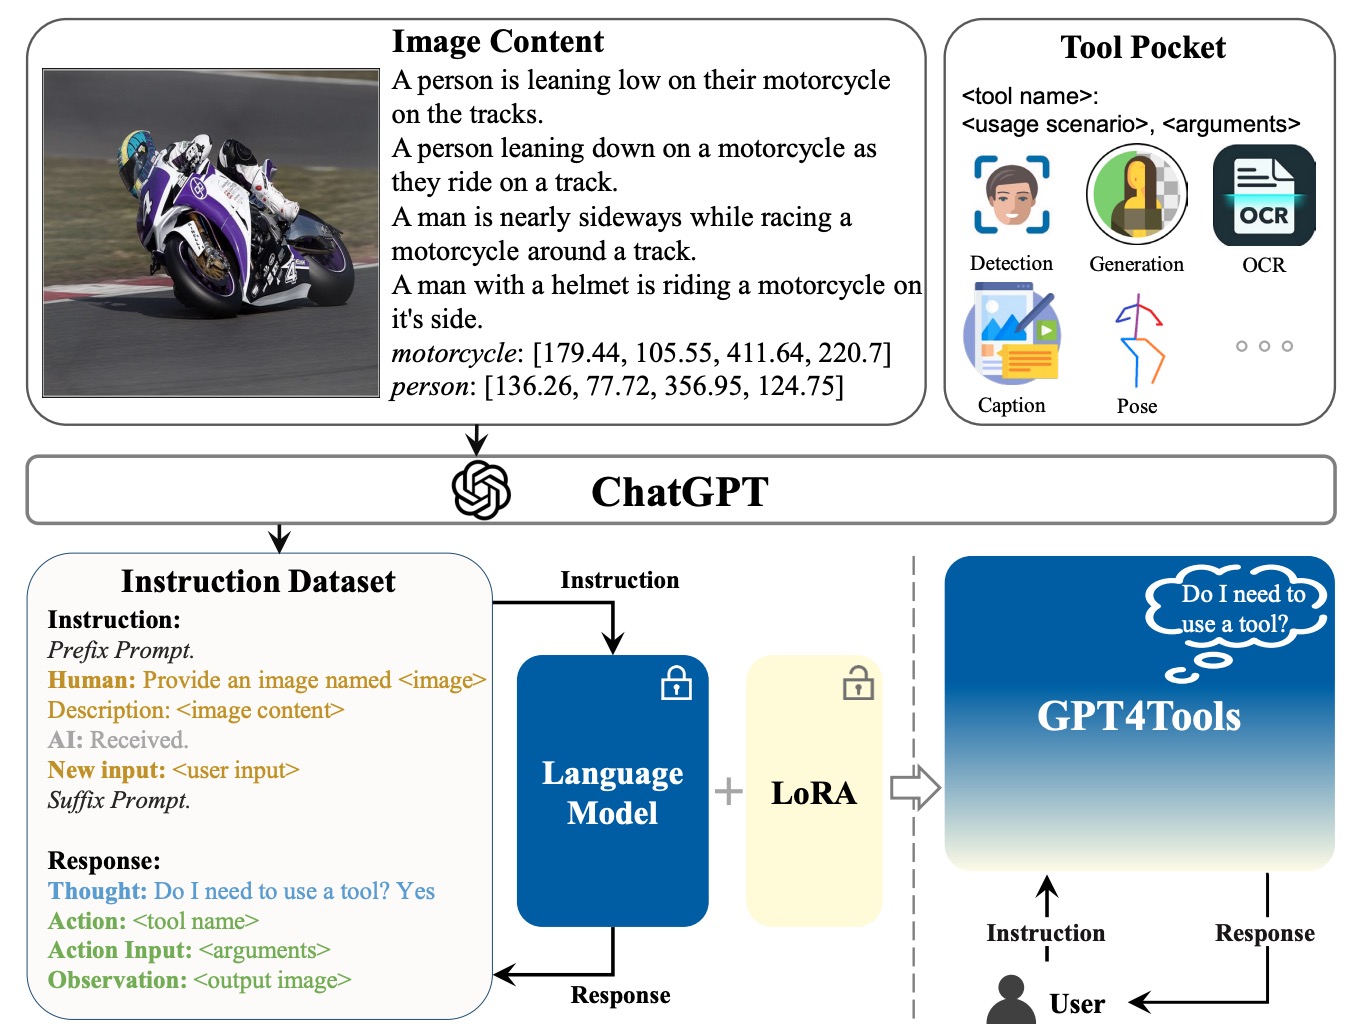 Image Content
A person is leaning low on their motorcycle
on the tracks.
A person leaning down on a motorcycle as
they ride on a track.
A man is nearly sideways while racing a
motorcycle around a track.
A man with a helmet is riding a motorcycle on
it's side.
motorcycle: [179.44, 105.55, 411.64, 220.7]
person: [136.26, 77.72, 356.95, 124.75]
4
4
Tool Pocket
<tool name>:
<usage scenario>, <arguments>
OCR
Detection
Generation
OCR
Caption
Pose
ChatGPT
Instruction Dataset
Instruction:
Prefix Prompt.
Human: Provide an image named <image>
Description: <image content>
AI: Received.
New input: <user input>
Suffix Prompt.
Response:
Thought: Do I need to use a tool? Yes
Action: <tool name>
Action Input: <arguments>
Observation: <output image>
Instruction
Language
Model
+
LoRA
Response
Do I need to
use a tool?
GPT4Tools
Instruction
Response
User